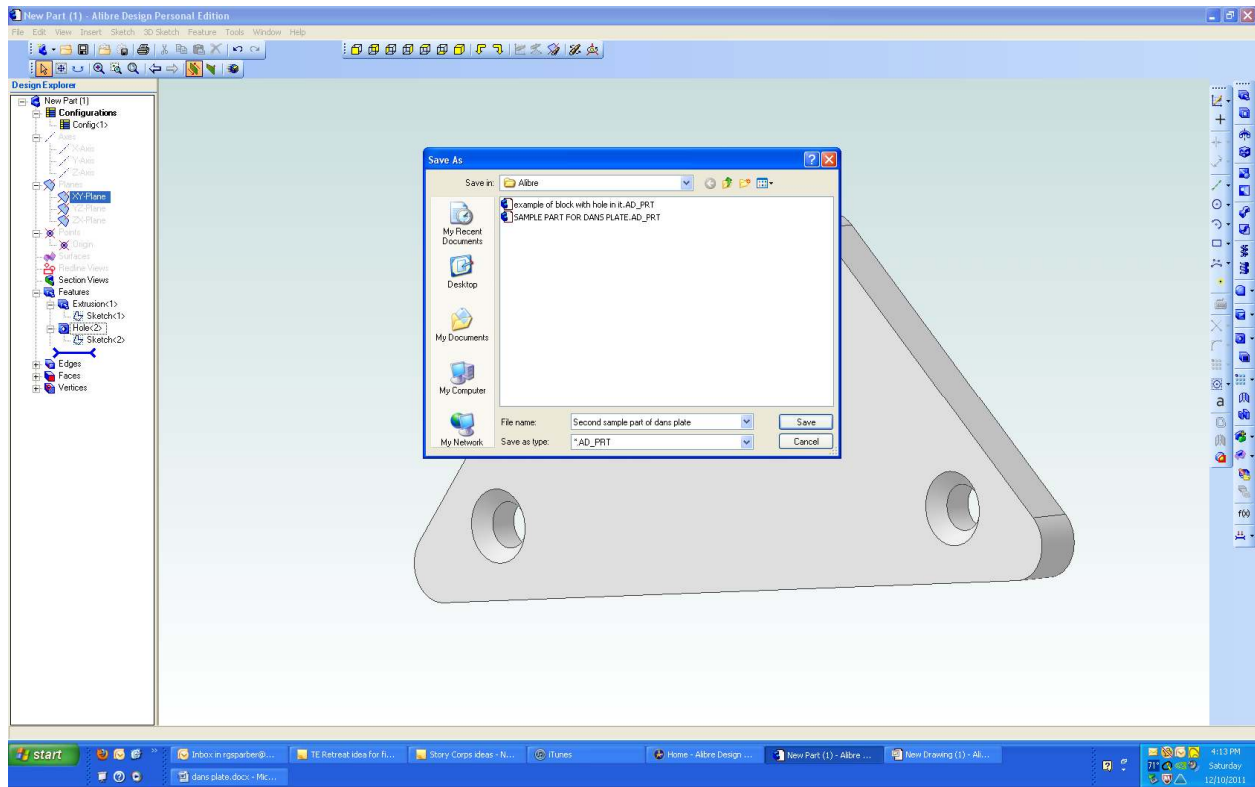 New Part (1) - Alibre Design Personal Edition
File Edit View Insert Sketch 3D Sketch Feature Tools Window Help
Design Explorer
New Part (1)
Configurations
Config<1>
Axes
X-Axis
Y-Axis
Z-Axis
Planes
XY-Plane
YZ-Plane
ZX-Plane
Points
Origin
Surfaces
Redline Views
Section Views
Features
Extrusion<1>
Sketch<1>
Hole<2>
Sketch<2>
Edges
Faces
Vertices
Save As
Save in: Alibre
example of block with hole in it.AD_PRT
SAMPLE PART FOR DANS PLATE.AD_PRT
My Recent
Documents
Desktop
My Documents
My Computer
My Network
File name: Second sample part of dans plate Save
Save as type: *.AD_PRT Cancel
a
f(x)
start
Inbox in rgsparber@...
TE Retreat idea for fi...
Story Corps ideas - N...
iTunes
Home - Alibre Design ...
New Part (1) - Alibre ...
New Drawing (1) - Ali...
dans plate.docx - Mic...
71°
4:13 PM
Saturday
12/10/2011